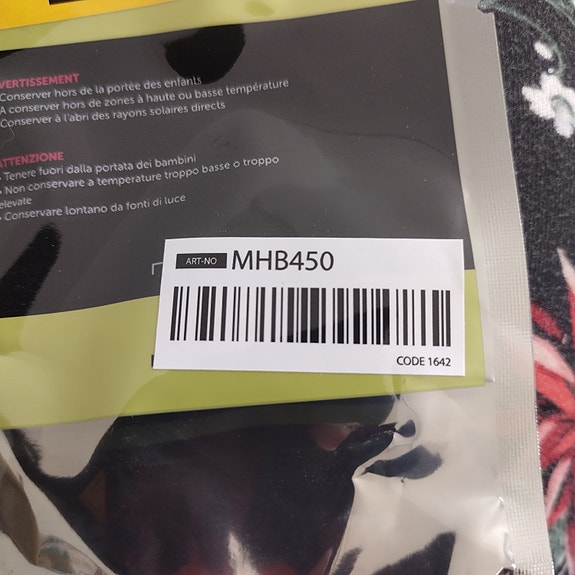 VERTISSEMENT
Conserver hors de la portée des enfants
A conserver hors de zones à haute ou basse température
Conserver à l'abri des rayons solaires directs
ATTENZIONE
• Tenere fuori dalla portata dei bambini
• Non conservare a temperature troppo basse o troppo
elevate
• Conservare lontano da fonti di luce
ART-NO MHB450
CODE 1642